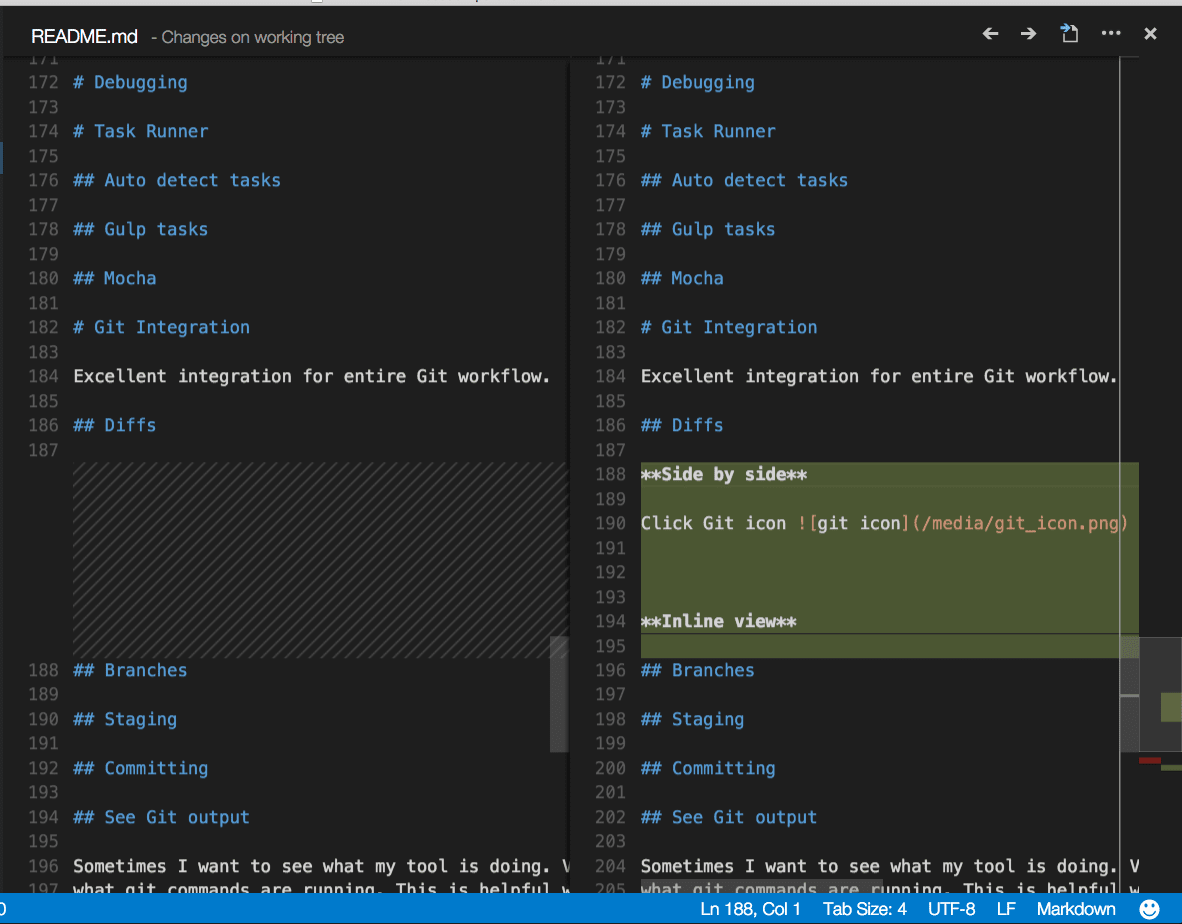 README.md - Changes on working tree
171
172 # Debugging
173
174 # Task Runner
175
176 ## Auto detect tasks
177
178 ## Gulp tasks
179
180 ## Mocha
181
182 # Git Integration
183
184 Excellent integration for entire Git workflow.
185
186 ## Diffs
187
188 ## Branches
189
190 ## Staging
191
192 ## Committing
193
194 ## See Git output
195
196 Sometimes I want to see what my tool is doing. V
197 what git commands are running. This is helpful w
171
172 # Debugging
173
174 # Task Runner
175
176 ## Auto detect tasks
177
178 ## Gulp tasks
179
180 ## Mocha
181
182 # Git Integration
183
184 Excellent integration for entire Git workflow.
185
186 ## Diffs
187
188 **Side by side**
189
190 Click Git icon ![git icon](/media/git_icon.png)
191
192
193
194 **Inline view**
195
196 ## Branches
197
198 ## Staging
199
200 ## Committing
201
202 ## See Git output
203
204 Sometimes I want to see what my tool is doing. V
205 what git commands are running. This is helpful w
0 Ln 188, Col 1 Tab Size: 4 UTF-8 LF Markdown